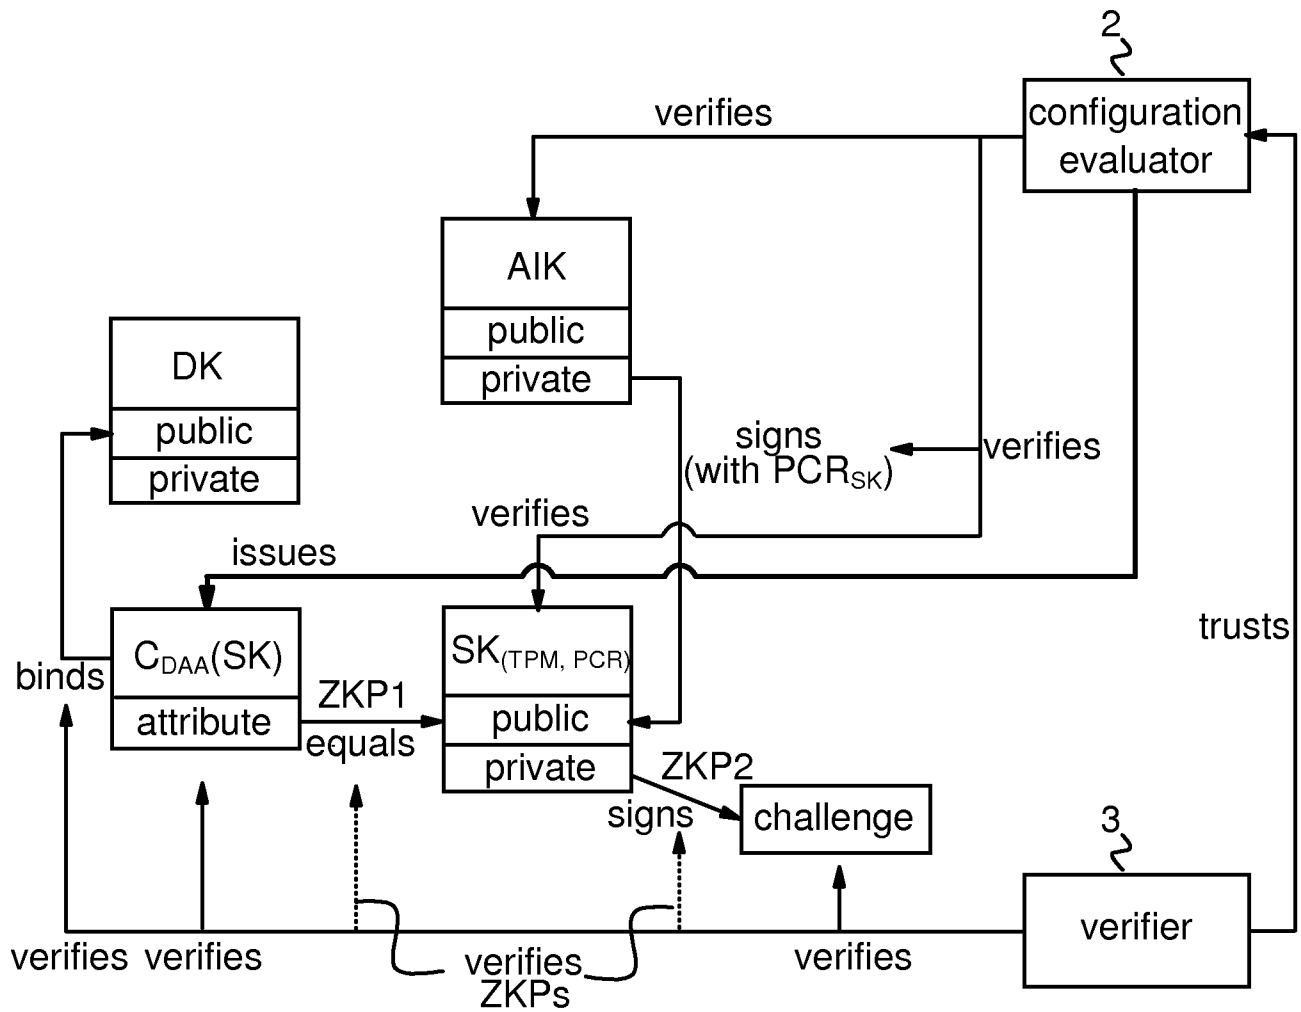 2
configuration
evaluator
verifies
AIK
public
private
DK
public
private
signs
(with PCRSK)
verifies
verifies
issues
trusts
CDAA(SK)
attribute
binds
ZKP1
equals
SK(TPM, PCR)
public
private
ZKP2
signs
challenge
3
verifier
verifies
verifies
verifies
ZKPs
verifies